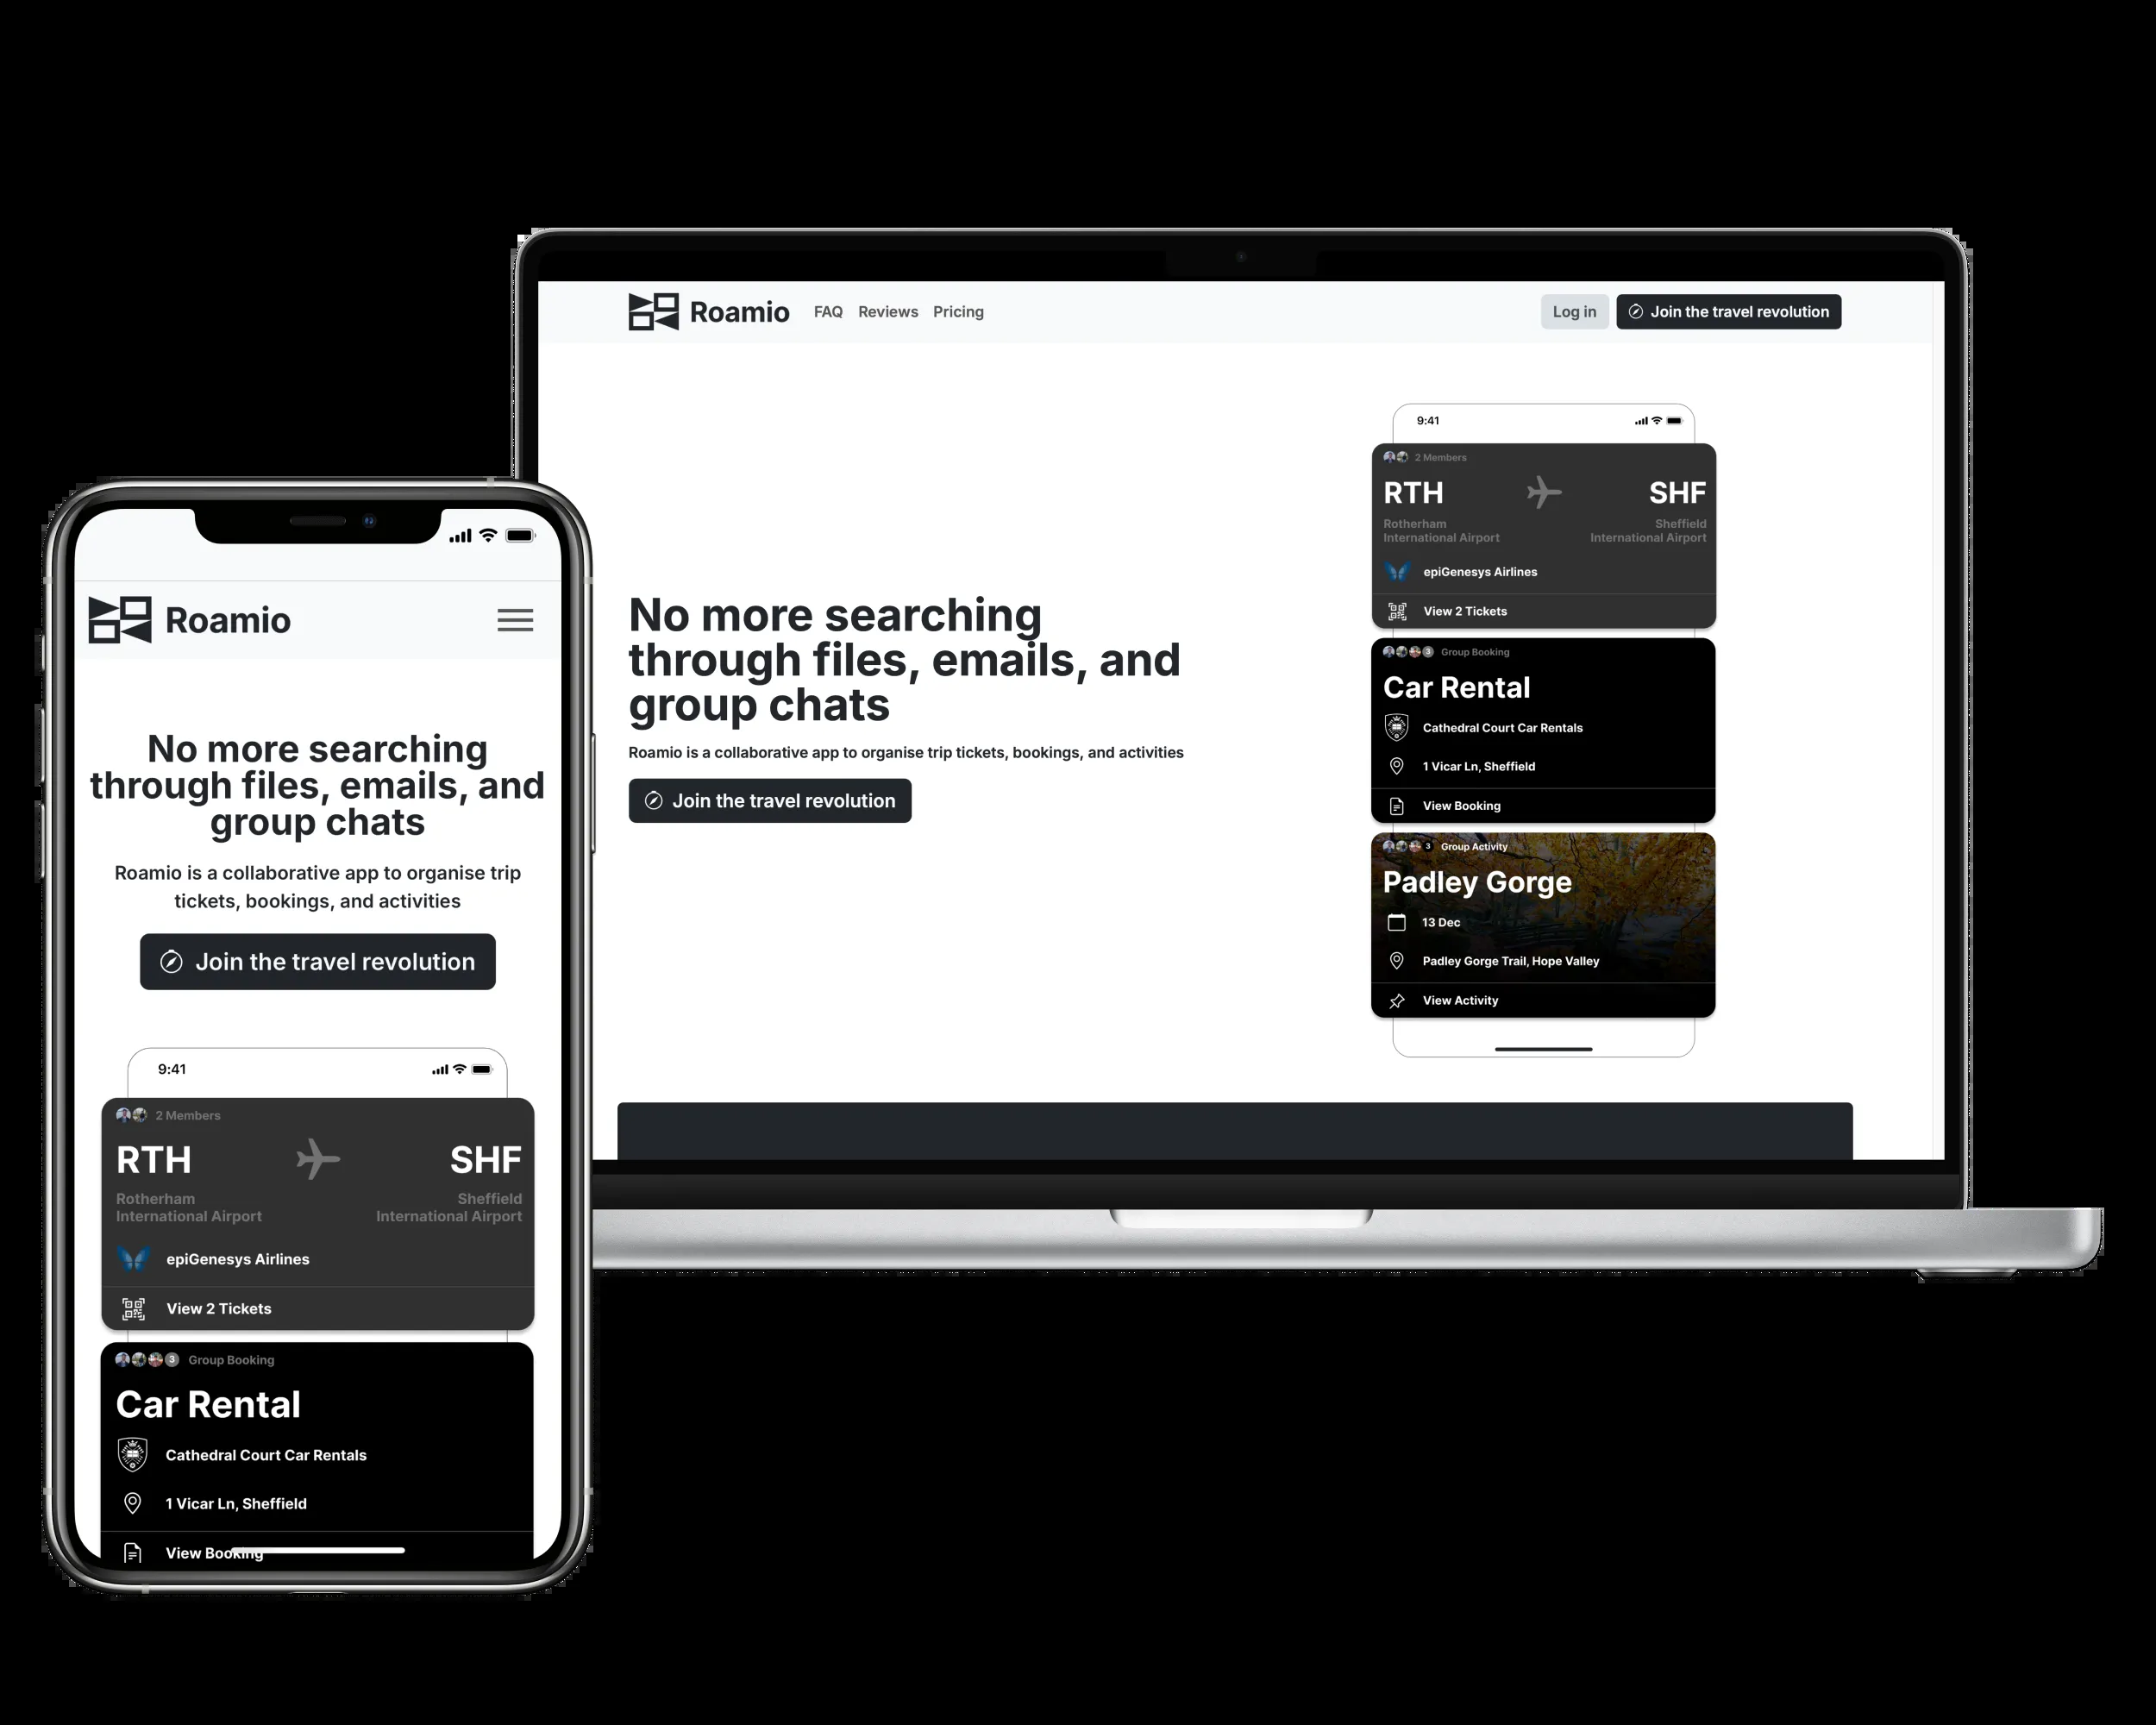 Roamio
FAQ Reviews Pricing
Log in
Join the travel revolution
No more searching
through files, emails, and
group chats
Roamio is a collaborative app to organise trip tickets, bookings, and activities
Join the travel revolution
9:41
2 Members
RTH SHF
Rotherham Sheffield
International Airport International Airport
epiGenesys Airlines
View 2 Tickets
3 Group Booking
Car Rental
Cathedral Court Car Rentals
1 Vicar Ln, Sheffield
View Booking
3 Group Activity
Padley Gorge
13 Dec
Padley Gorge Trail, Hope Valley
View Activity
Roamio
No more searching
through files, emails, and
group chats
Roamio is a collaborative app to organise trip
tickets, bookings, and activities
Join the travel revolution
9:41
2 Members
RTH SHF
Rotherham Sheffield
International Airport International Airport
epiGenesys Airlines
View 2 Tickets
3 Group Booking
Car Rental
Cathedral Court Car Rentals
1 Vicar Ln, Sheffield
View Booking